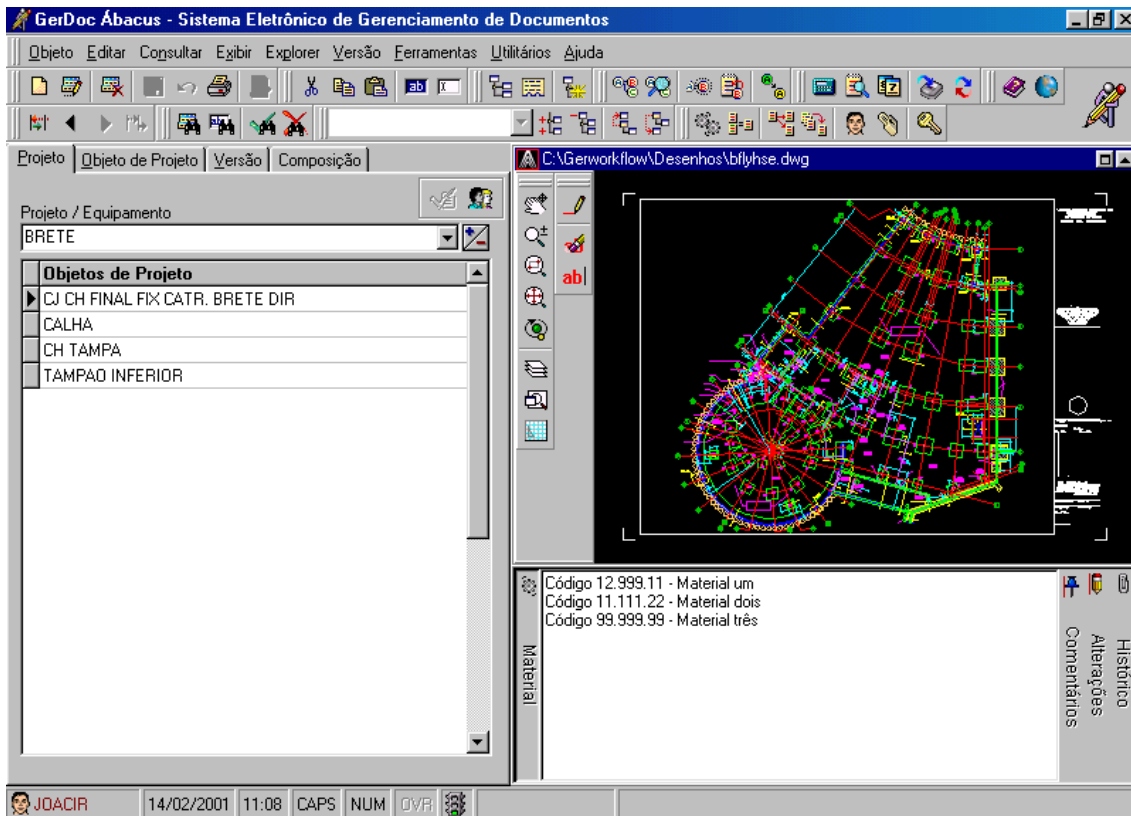 GerDoc Ábacus - Sistema Eletrônico de Gerenciamento de Documentos
Objeto Editar Consultar Exibir Explorer Versão Ferramentas Utilitários Ajuda
Projeto Objeto de Projeto Versão Composição
C:\Gerworkflow\Desenhos\bflyhse.dwg
Projeto / Equipamento
BRETE
Objetos de Projeto
CJ CH FINAL FIX CATR. BRETE DIR
CALHA
CH TAMPA
TAMPAO INFERIOR
ab
Código 12.999.11 - Material um
Código 11.111.22 - Material dois
Código 99.999.99 - Material três
Material
Comentários
Alterações
Histórico
JOACIR 14/02/2001 11:08 CAPS NUM OVR